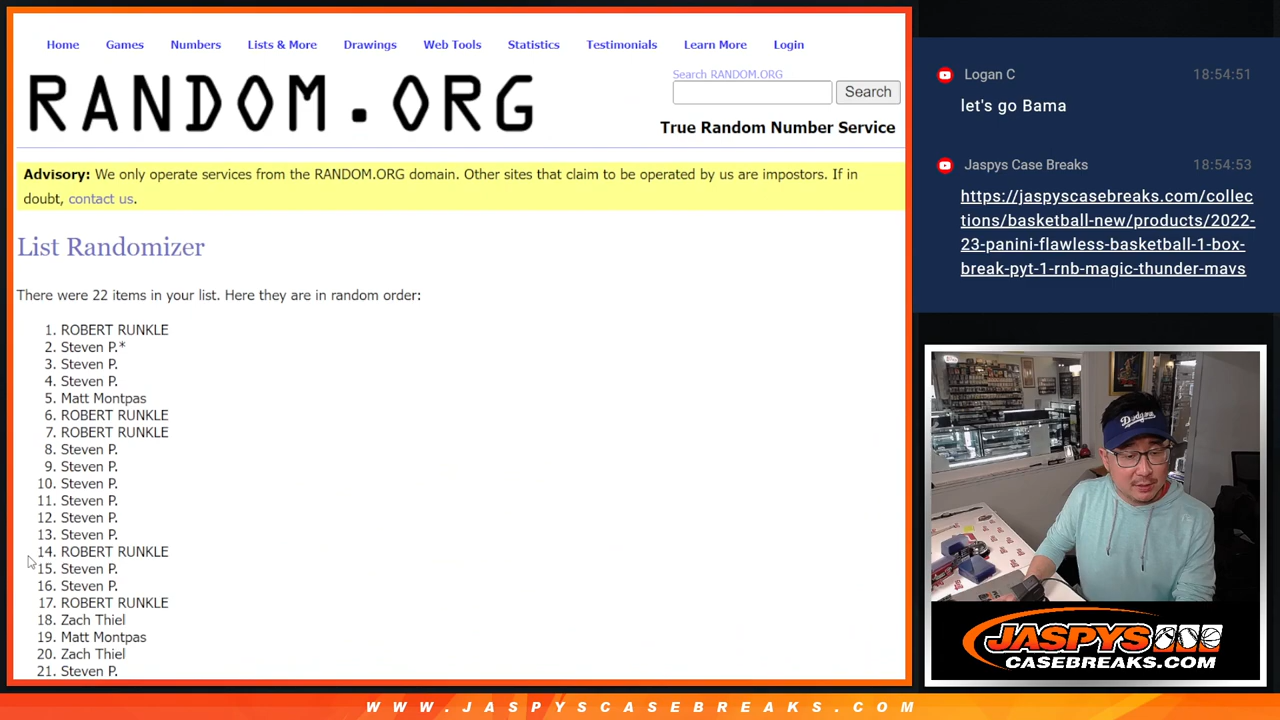 Home Games Numbers Lists & More Drawings Web Tools Statistics Testimonials Learn More Login
RANDOM.ORG
Search RANDOM.ORG
Search
True Random Number Service
Advisory: We only operate services from the RANDOM.ORG domain. Other sites that claim to be operated by us are impostors. If in
doubt, contact us.
List Randomizer
There were 22 items in your list. Here they are in random order:
1. ROBERT RUNKLE
2. Steven P.*
3. Steven P.
4. Steven P.
5. Matt Montpas
6. ROBERT RUNKLE
7. ROBERT RUNKLE
8. Steven P.
9. Steven P.
10. Steven P.
11. Steven P.
12. Steven P.
13. Steven P.
14. ROBERT RUNKLE
15. Steven P.
16. Steven P.
17. ROBERT RUNKLE
18. Zach Thiel
19. Matt Montpas
20. Zach Thiel
21. Steven P.
Logan C 18:54:51
let's go Bama
Jaspys Case Breaks 18:54:53
https://jaspyscasebreaks.com/collec
tions/basketball-new/products/2022-
23-panini-flawless-basketball-1-box-
break-pyt-1-rnb-magic-thunder-mavs
Dodgers
JASPYS
CASEBREAKS.COM
WWW.JASPYSCASEBREAKS.COM